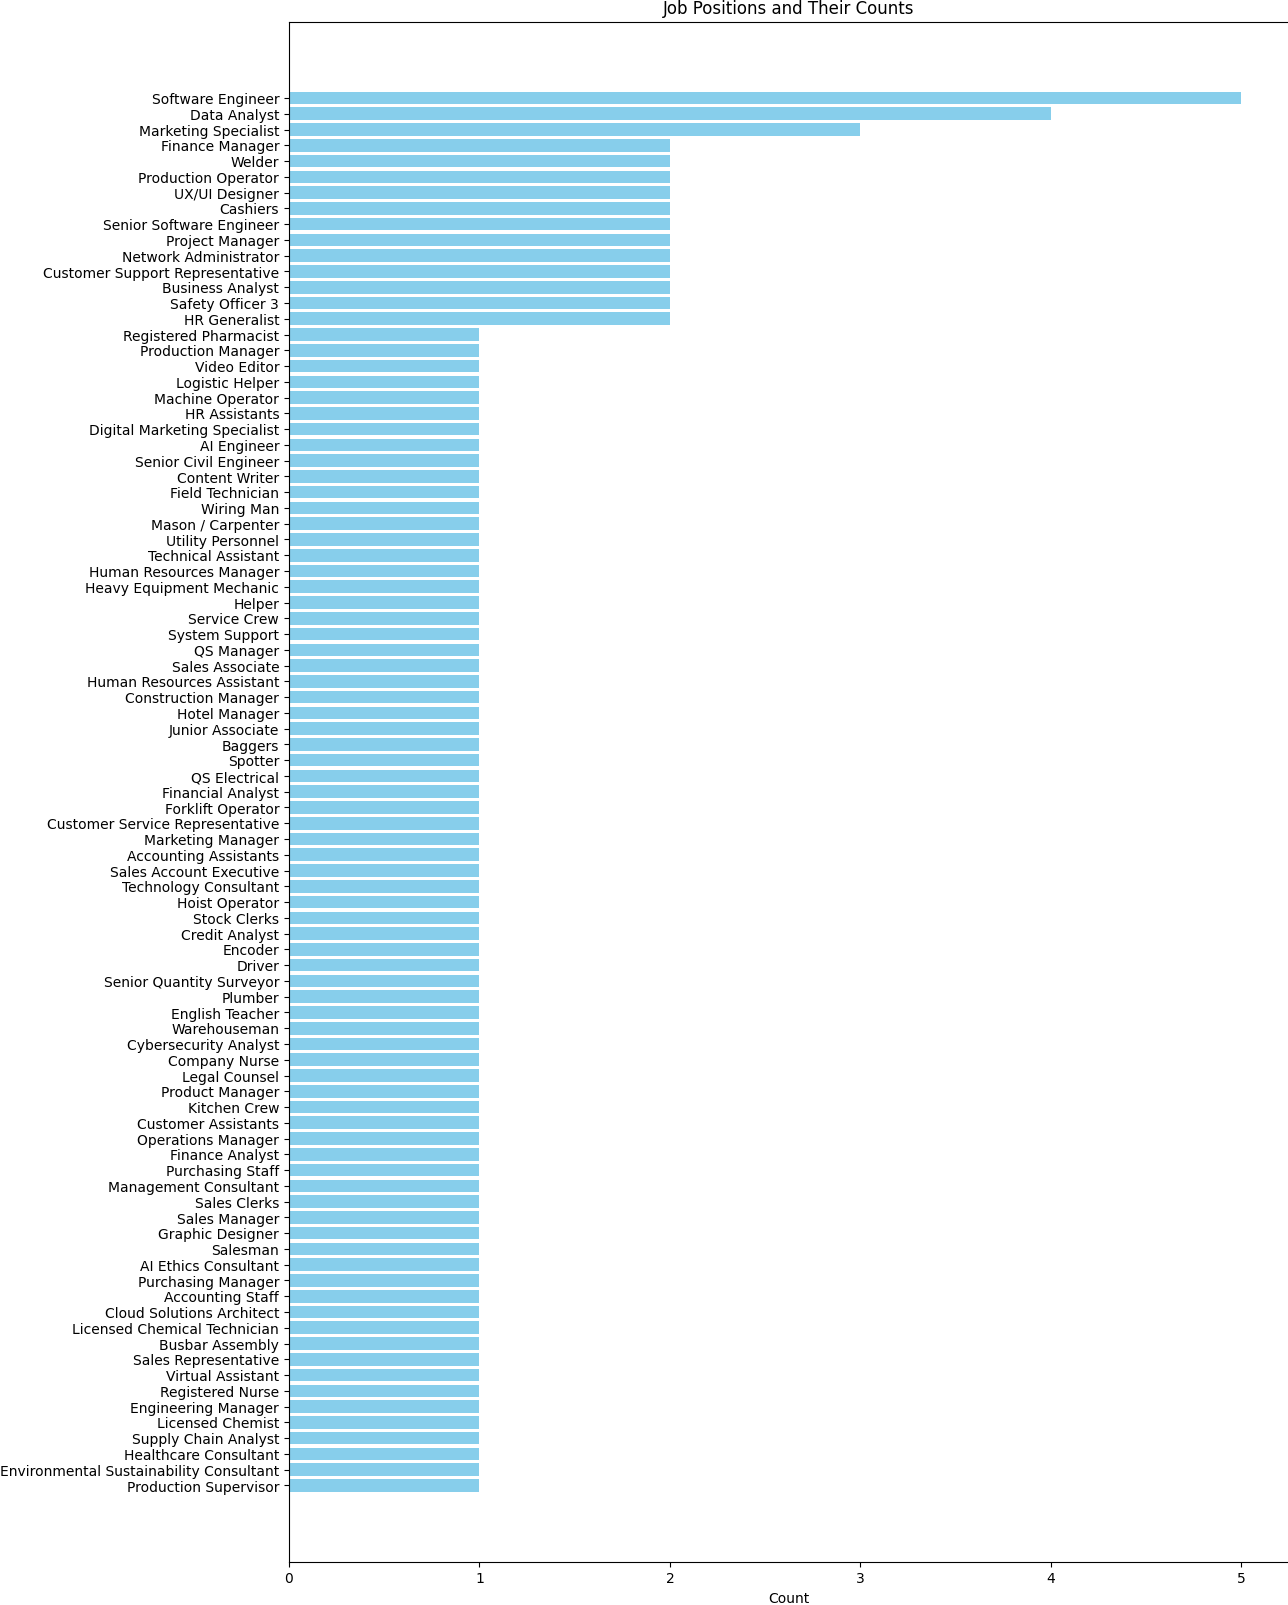 Job Positions and Their Counts
Software Engineer
Data Analyst
Marketing Specialist
Finance Manager
Welder
Production Operator
UX/UI Designer
Cashiers
Senior Software Engineer
Project Manager
Network Administrator
Customer Support Representative
Business Analyst
Safety Officer 3
HR Generalist
Registered Pharmacist
Production Manager
Video Editor
Logistic Helper
Machine Operator
HR Assistants
Digital Marketing Specialist
AI Engineer
Senior Civil Engineer
Content Writer
Field Technician
Wiring Man
Mason / Carpenter
Utility Personnel
Technical Assistant
Human Resources Manager
Heavy Equipment Mechanic
Helper
Service Crew
System Support
QS Manager
Sales Associate
Human Resources Assistant
Construction Manager
Hotel Manager
Junior Associate
Baggers
Spotter
QS Electrical
Financial Analyst
Forklift Operator
Customer Service Representative
Marketing Manager
Accounting Assistants
Sales Account Executive
Technology Consultant
Hoist Operator
Stock Clerks
Credit Analyst
Encoder
Driver
Senior Quantity Surveyor
Plumber
English Teacher
Warehouseman
Cybersecurity Analyst
Company Nurse
Legal Counsel
Product Manager
Kitchen Crew
Customer Assistants
Operations Manager
Finance Analyst
Purchasing Staff
Management Consultant
Sales Clerks
Sales Manager
Graphic Designer
Salesman
AI Ethics Consultant
Purchasing Manager
Accounting Staff
Cloud Solutions Architect
Licensed Chemical Technician
Busbar Assembly
Sales Representative
Virtual Assistant
Registered Nurse
Engineering Manager
Licensed Chemist
Supply Chain Analyst
Healthcare Consultant
Environmental Sustainability Consultant
Production Supervisor
0 1 2 3 4 5
Count